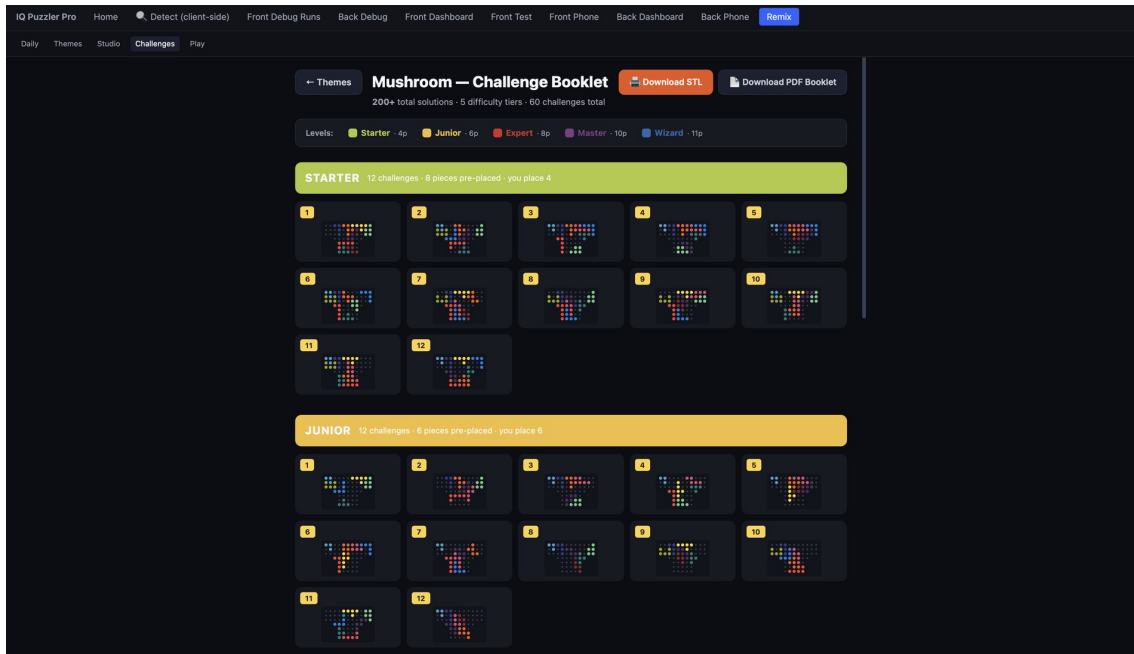 IQ Puzzler Pro Home Detect (client-side) Front Debug Runs Back Debug Front Dashboard Front Test Front Phone Back Dashboard Back Phone Remix
Daily Themes Studio Challenges Play
← Themes Mushroom — Challenge Booklet Download STL Download PDF Booklet
200+ total solutions · 5 difficulty tiers · 60 challenges total
Levels: Starter · 4p Junior · 6p Expert · 8p Master · 10p Wizard · 11p
STARTER 12 challenges · 8 pieces pre-placed · you place 4
1 2 3 4 5
6 7 8 9 10
11 12
JUNIOR 12 challenges · 6 pieces pre-placed · you place 6
1 2 3 4 5
6 7 8 9 10
11 12